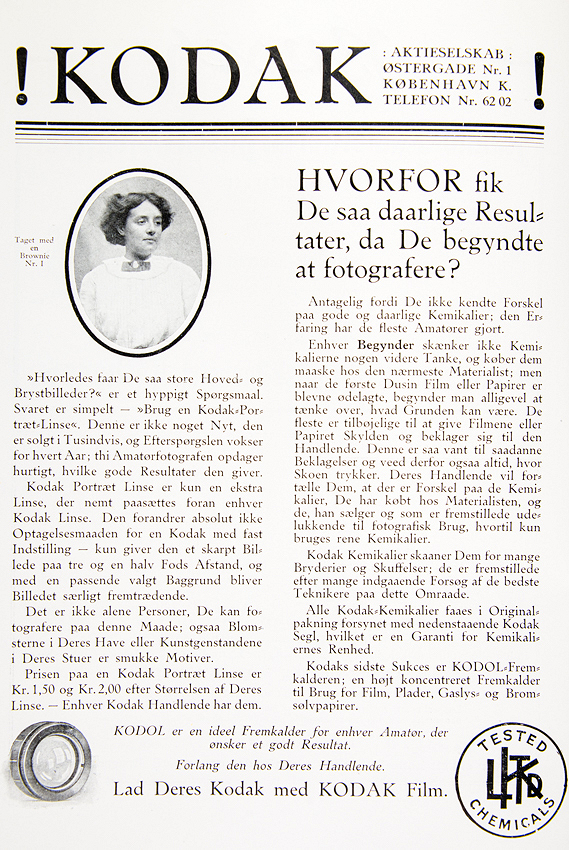 ! KODAK !
: AKTIESELSKAB :
ØSTERGADE Nr. 1
KØBENHAVN K.
TELEFON Nr. 62 02
Taget med
en
Brownie
Nr. 1
»Hvorledes faar De saa store Hoved-og
Brystbilleder?« er et hyppigt Spørgsmaal.
Svaret er simpelt — »Brug en Kodak-Por-
træt-Linse«. Denne er ikke noget Nyt, den
er solgt i Tusindvis, og Efterspørgslen vokser
for hvert Aar; thi Amatørfotografen opdager
hurtigt, hvilke gode Resultater den giver.
Kodak Portræt Linse er kun en ekstra
Linse, der nemt paasættes foran enhver
Kodak Linse. Den forandrer absolut ikke
Optagelsesmaaden for en Kodak med fast
Indstilling — kun giver den et skarpt Bil-
lede paa tre og en halv Fods Afstand, og
med en passende valgt Baggrund bliver
Billedet særligt fremtrædende.
Det er ikke alene Personer, De kan fo-
tografere paa denne Maade; ogsaa Blom-
sterne i Deres Have eller Kunstgenstandene
i Deres Stuer er smukke Motiver.
Prisen paa en Kodak Portræt Linse er
Kr. 1,50 og Kr. 2,00 efter Størrelsen af Deres
Linse. — Enhver Kodak Handlende har dem.
HVORFOR fik
De saa daarlige Resul-
tater, da De begyndte
at fotografere?
Antagelig fordi De ikke kendte Forskel
paa gode og daarlige Kemikalier; den Er-
faring har de fleste Amatører gjort.
Enhver Begynder skænker ikke Kemi-
kalierne nogen videre Tanke, og køber dem
maaske hos den nærmeste Materialist; men
naar de første Dusin Film eller Papirer er
blevne ødelagte, begynder man alligevel at
tænke over, hvad Grunden kan være. De
fleste er tilbøjelige til at give Filmene eller
Papiret Skylden og beklager sig til den
Handlende. Denne er saa vant til saadanne
Beklagelser og veed derfor ogsaa altid, hvor
Skoen trykker. Deres Handlende vil for-
tælle Dem, at der er Forskel paa de Kemi-
kalier, De har købt hos Materialisten, og
de, han sælger og som er fremstillede ude-
lukkende til fotografisk Brug, hvortil kun
bruges rene Kemikalier.
Kodak Kemikalier skaaner Dem for mange
Bryderier og Skuffelser; de er fremstillede
efter mange indgaaende Forsøg af de bedste
Teknikere paa dette Omraade.
Alle Kodak-Kemikalier faaes i Original-
pakning forsynet med nedenstaaende Kodak
Segl, hvilket er en Garanti for Kemikali-
ernes Renhed.
Kodaks sidste Sukces er KODOL-Frem-
kalderen; en højt koncentreret Fremkalder
til Brug for Film, Plader, Gaslys- og Brom-
sølvpapirer.
KODOL er en ideel Fremkalder for enhver Amatør, der
ønsker et godt Resultat.
Forlang den hos Deres Handlende.
Lad Deres Kodak med KODAK Film.
TESTED
CHEMICALS